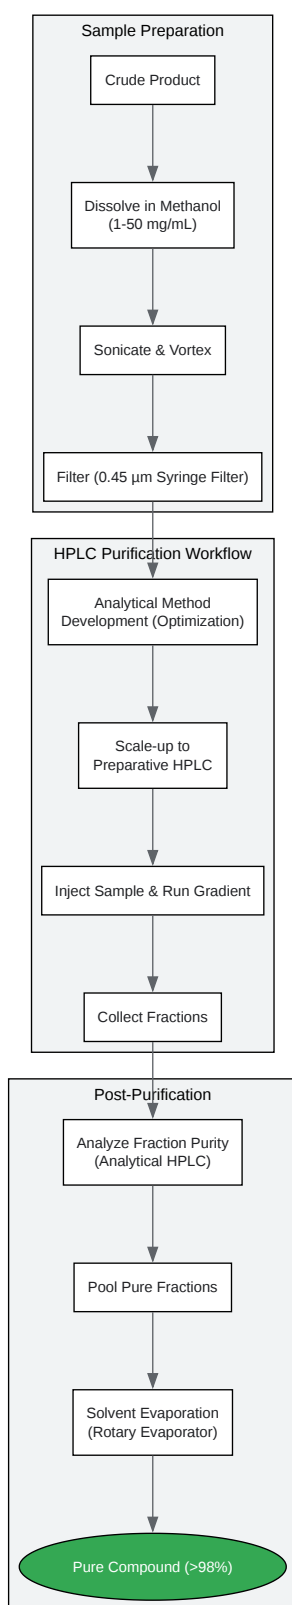 Sample Preparation
Crude Product
Dissolve in Methanol
(1-50 mg/mL)
Sonicate & Vortex
Filter (0.45 µm Syringe Filter)
HPLC Purification Workflow
Analytical Method
Development (Optimization)
Scale-up to
Preparative HPLC
Inject Sample & Run Gradient
Collect Fractions
Post-Purification
Analyze Fraction Purity
(Analytical HPLC)
Pool Pure Fractions
Solvent Evaporation
(Rotary Evaporator)
Pure Compound (>98%)